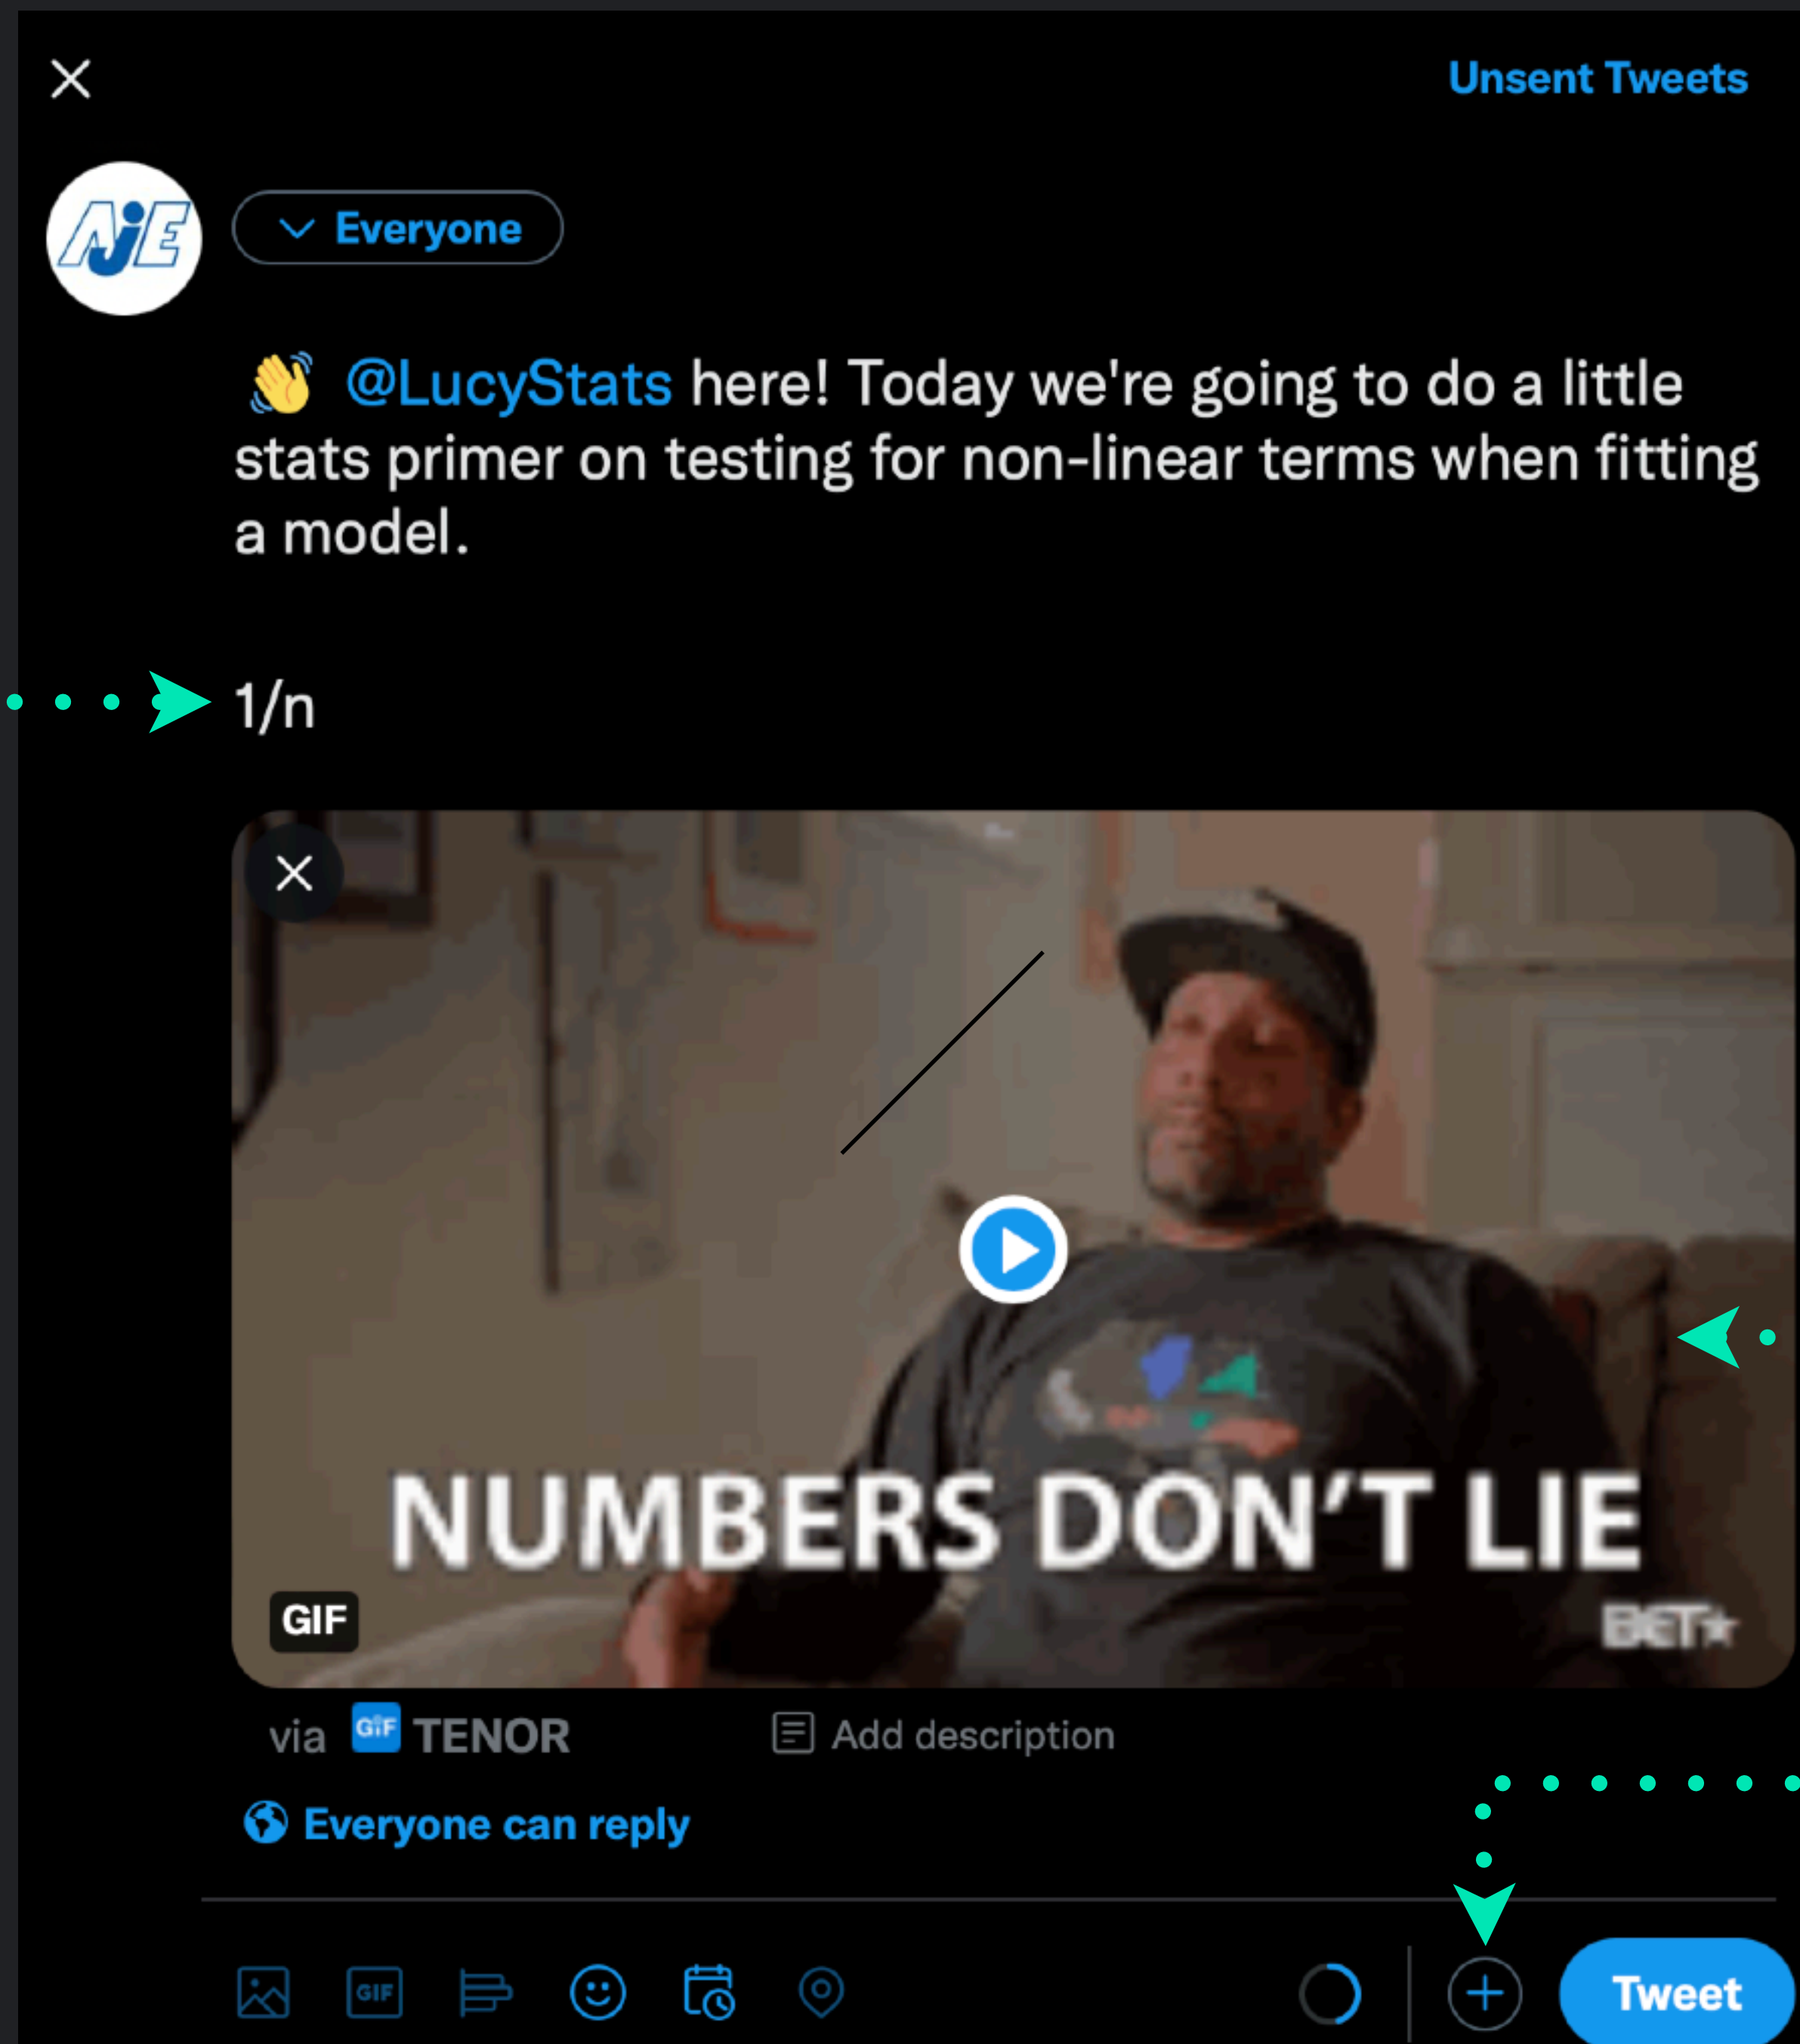 Unsent Tweets
AJE
Everyone
👋 @LucyStats here! Today we're going to do a little
stats primer on testing for non-linear terms when fitting
a model.
1/n
NUMBERS DON'T LIE
GIF
BET★
via GIF TENOR
Add description
Everyone can reply
GIF
Tweet